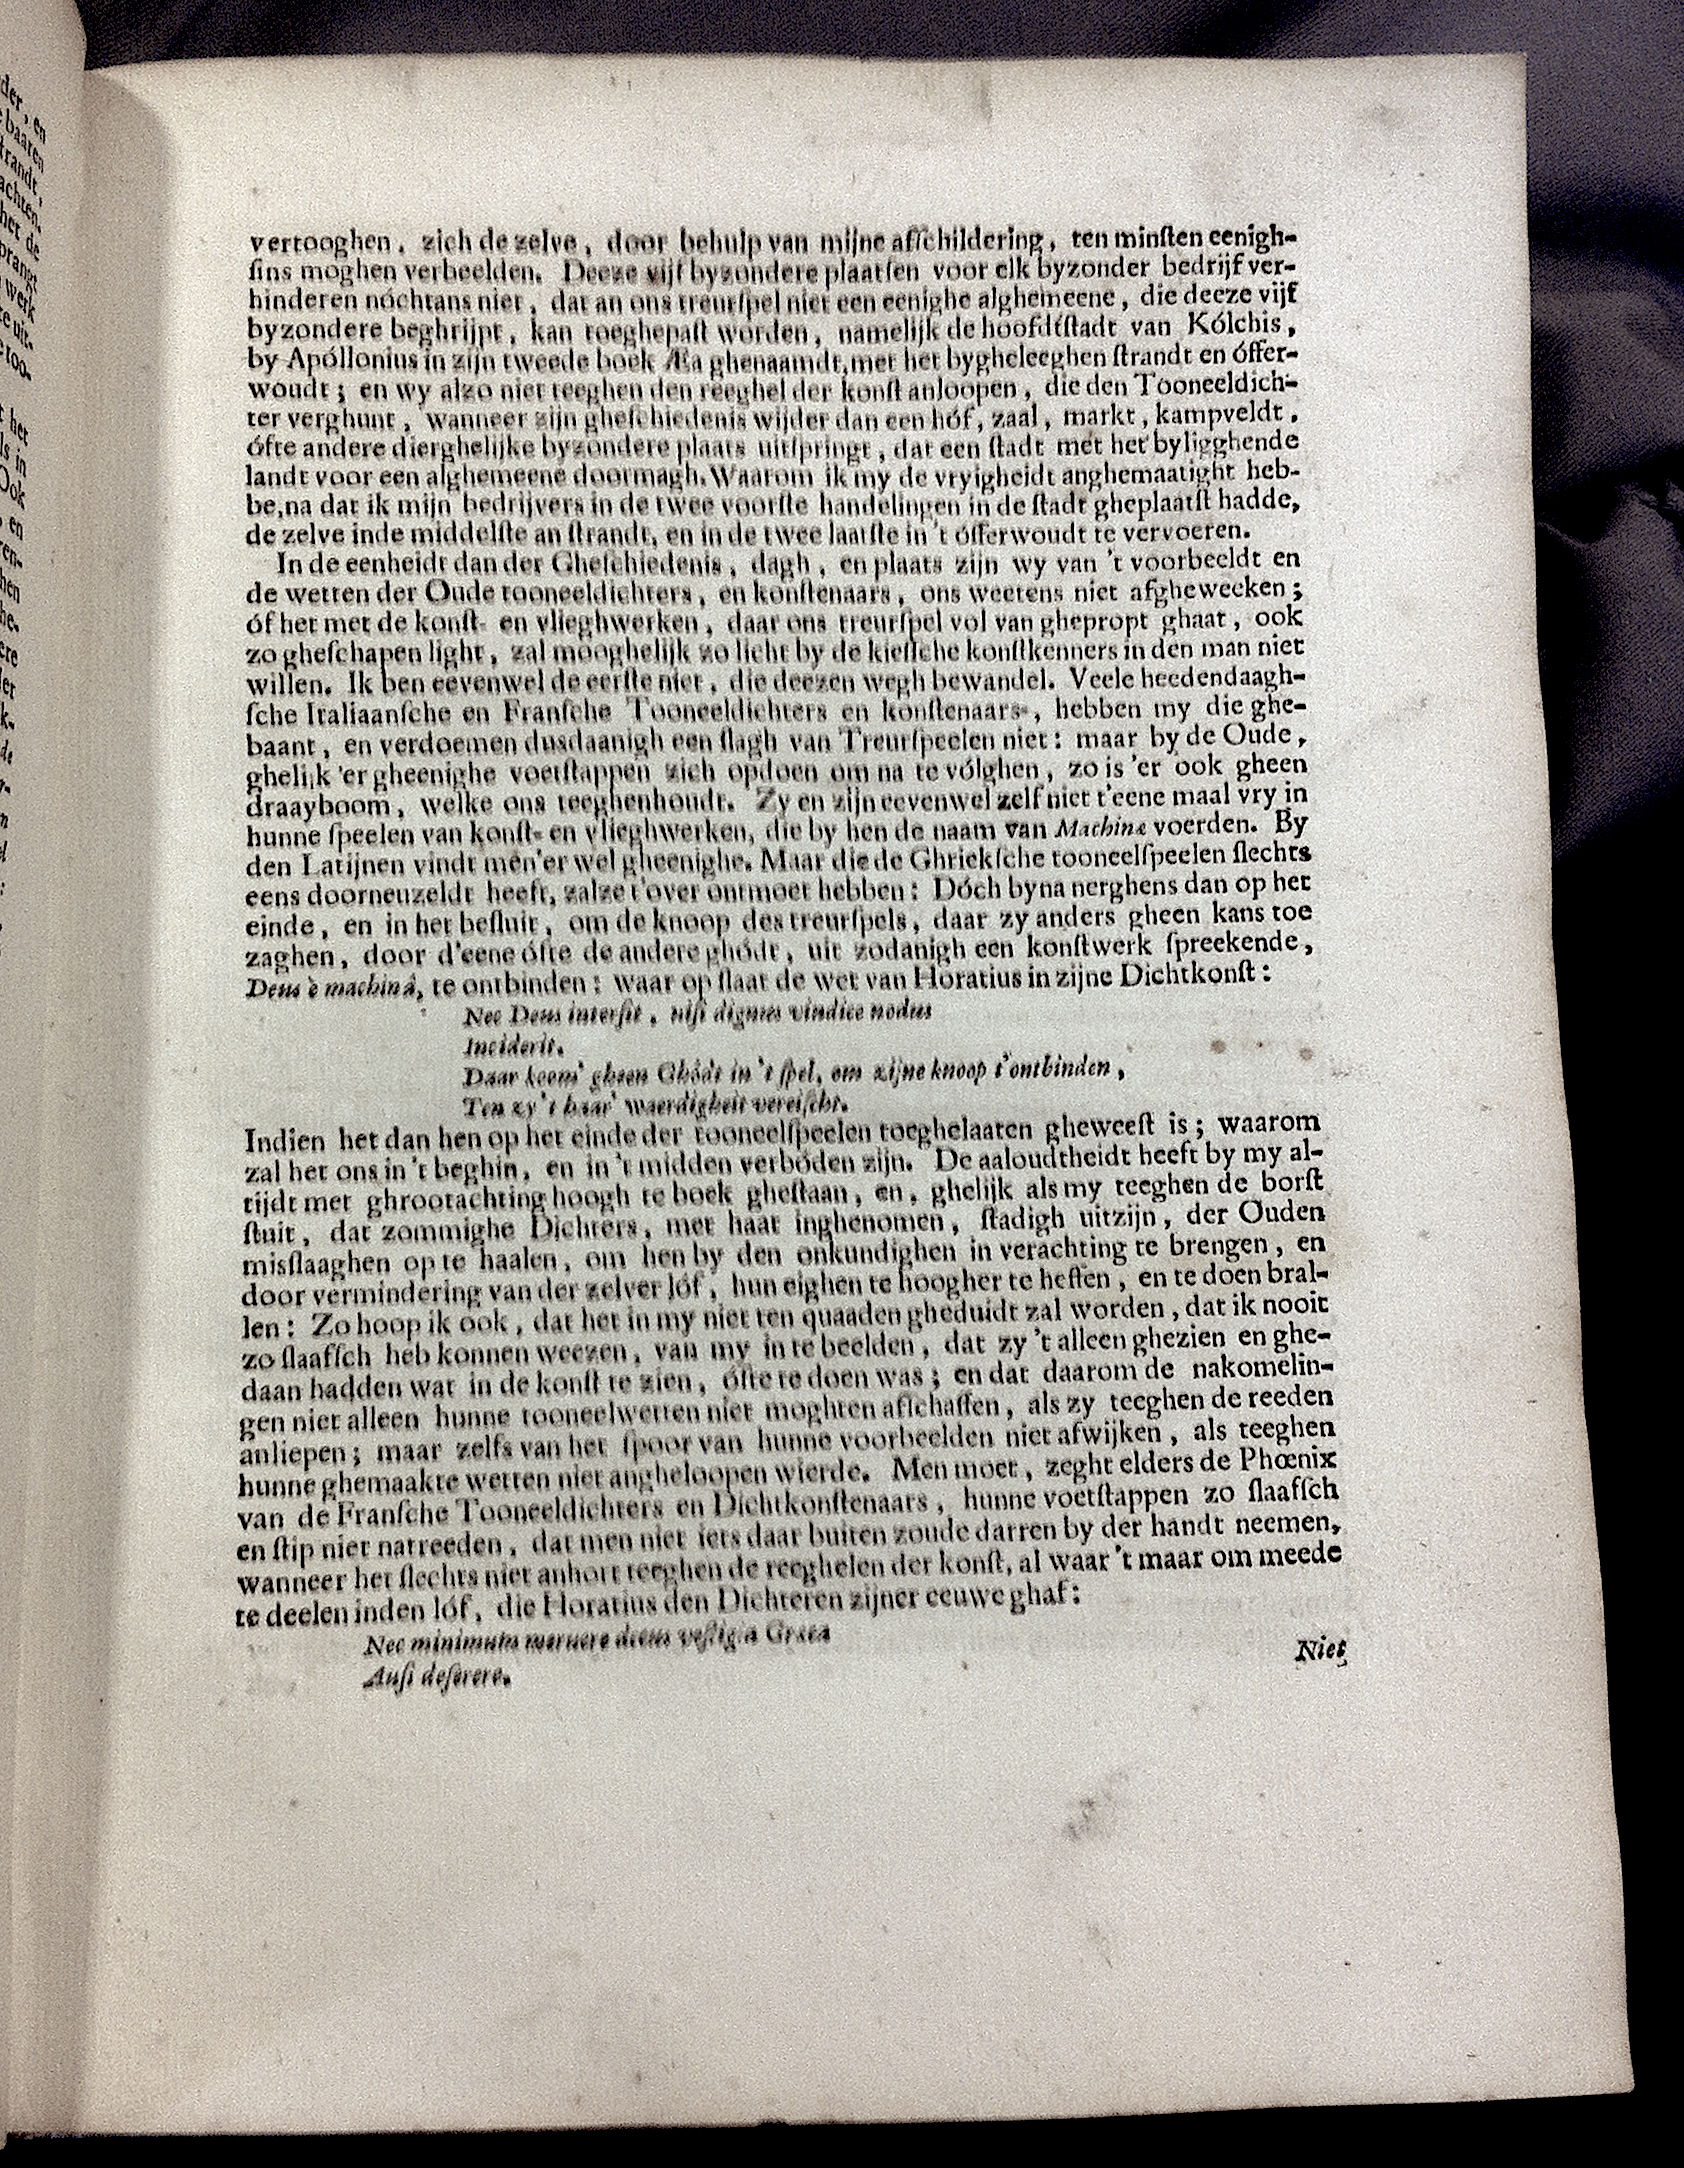 vertooghen, zich de zelve, door behulp van mijne afſchildering, ten minſten eenigh-
ſins moghen verbeelden. Deeze vijf byzondere plaatſen voor elk byzonder bedrijf ver-
hinderen nóchtans niet, dat an ons treurſpel niet een eenighe alghemeene, die deeze vijf
byzondere beghrijpt, kan toeghepaſt worden, namelijk de hoofdtſtadt van Kólchis,
by Apóllonius in zijn tweede boek Æa ghenaamdt, met het bygheleeghen ſtrandt en óffer-
woudt; en wy alzo niet teeghen den reeghel der konſt anloopen, die den Tooneeldich-
ter verghunt, wanneer zijn gheſchiedenis wijder dan een hóf, zaal, markt, kampveldt,
ófte andere dierghelijke byzondere plaats uitſpringt, dat een ſtadt met het byligghende
landt voor een alghemeene doormagh. Waarom ik my de vryigheidt anghemaatight heb-
be, na dat ik mijn bedrijvers in de twee voorſte handelingen in de ſtadt gheplaatſt hadde,
de zelve inde middelſte an ſtrandt, en in de twee laatſte in 't óſſerwoudt te vervoeren.
In de eenheidt dan der Gheſchiedenis, dagh, en plaats zijn wy van 't voorbeeldt en
de wetten der Oude tooneeldichters, en konſtenaars, ons weetens niet afgheweeken;
óf het met de konſt- en vlieghwerken, daar ons treurſpel vol van ghepropt ghaat, ook
zo gheſchapen light, zal mooghelijk zo licht by de kieſſche konſtkenners in den man niet
willen. Ik ben eevenwel de eerſte niet, die deezen wegh bewandel. Veele heedendaagh-
ſche Italiaanſche en Franſche Tooneeldichters en konſtenaars, hebben my die ghe-
baant, en verdoemen dusdaanigh een ſlagh van Treurſpeelen niet: maar by de Oude,
ghelijk 'er gheenighe voetſtappen zich opdoen om na te vólghen, zo is 'er ook gheen
draayboom, welke ons teeghenhoudt. Zy en zijn eevenwel zelf niet t'eene maal vry in
hunne ſpeelen van konſt- en vlieghwerken, die by hen de naam van Machinæ voerden. By
den Latijnen vindt men'er wel gheenighe. Maar die de Ghriekſche tooneelſpeelen ſlechts
eens doorneuzeldt heeft, zalze t'over ontmoet hebben: Dóch byna nerghens dan op het
einde, en in het beſluit, om de knoop des treurſpels, daar zy anders gheen kans toe
zaghen, door d'eene ófte de andere ghódt, uit zodanigh een konſtwerk ſpreekende,
Deus è machinâ, te ontbinden: waar op ſlaat de wet van Horatius in zijne Dichtkonſt:
Nec Deus interſit, niſi dignus vindice nodus
Inciderit.
Daar keem' gheen Ghódt in 't ſpel, om zijne knoop t'ontbinden,
Ten zy 't haar' waerdigheit vereiſcht.
Indien het dan hen op het einde der tooneelſpeelen toeghelaaten gheweeſt is; waarom
zal het ons in 't beghin, en in 't midden verbóden zijn. De aaloudtheidt heeft by my al-
tijdt met ghrootachting hoogh te boek gheſtaan, en, ghelijk als my teeghen de borſt
ſtuit, dat zommighe Dichters, met haat inghenomen, ſtadigh uitzijn, der Ouden
misſlaaghen op te haalen, om hen by den onkundighen in verachting te brengen, en
door vermindering van der zelver lóf, hun eighen te hoogher te heffen, en te doen bral-
len: Zo hoop ik ook, dat het in my niet ten quaaden gheduidt zal worden, dat ik nooit
zo ſlaafſch heb konnen weezen, van my in te beelden, dat zy 't alleen ghezien en ghe-
daan hadden wat in de konſt te zien, ófte te doen was; en dat daarom de nakomelin-
gen niet alleen hunne tooneelwetten niet moghten afſchaffen, als zy teeghen de reeden
anliepen; maar zelfs van het ſpoor van hunne voorbeelden niet afwijken, als teeghen
hunne ghemaakte wetten niet angheloopen wierde. Men moet, zeght elders de Phœnix
van de Franſche Tooneeldichters en Dichtkonſtenaars, hunne voetſtappen zo ſlaafſch
en ſtip niet natreeden, dat men niet iets daar buiten zoude darren by der handt neemen,
wanneer het ſlechts niet anhort teeghen de reeghelen der konſt, al waar 't maar om meede
te deelen inden lóf, die Horatius den Dichteren zijner eeuwe ghaf:
Nec minimum meruere decus veſtigia Græca
Auſi deſerere.
Niet